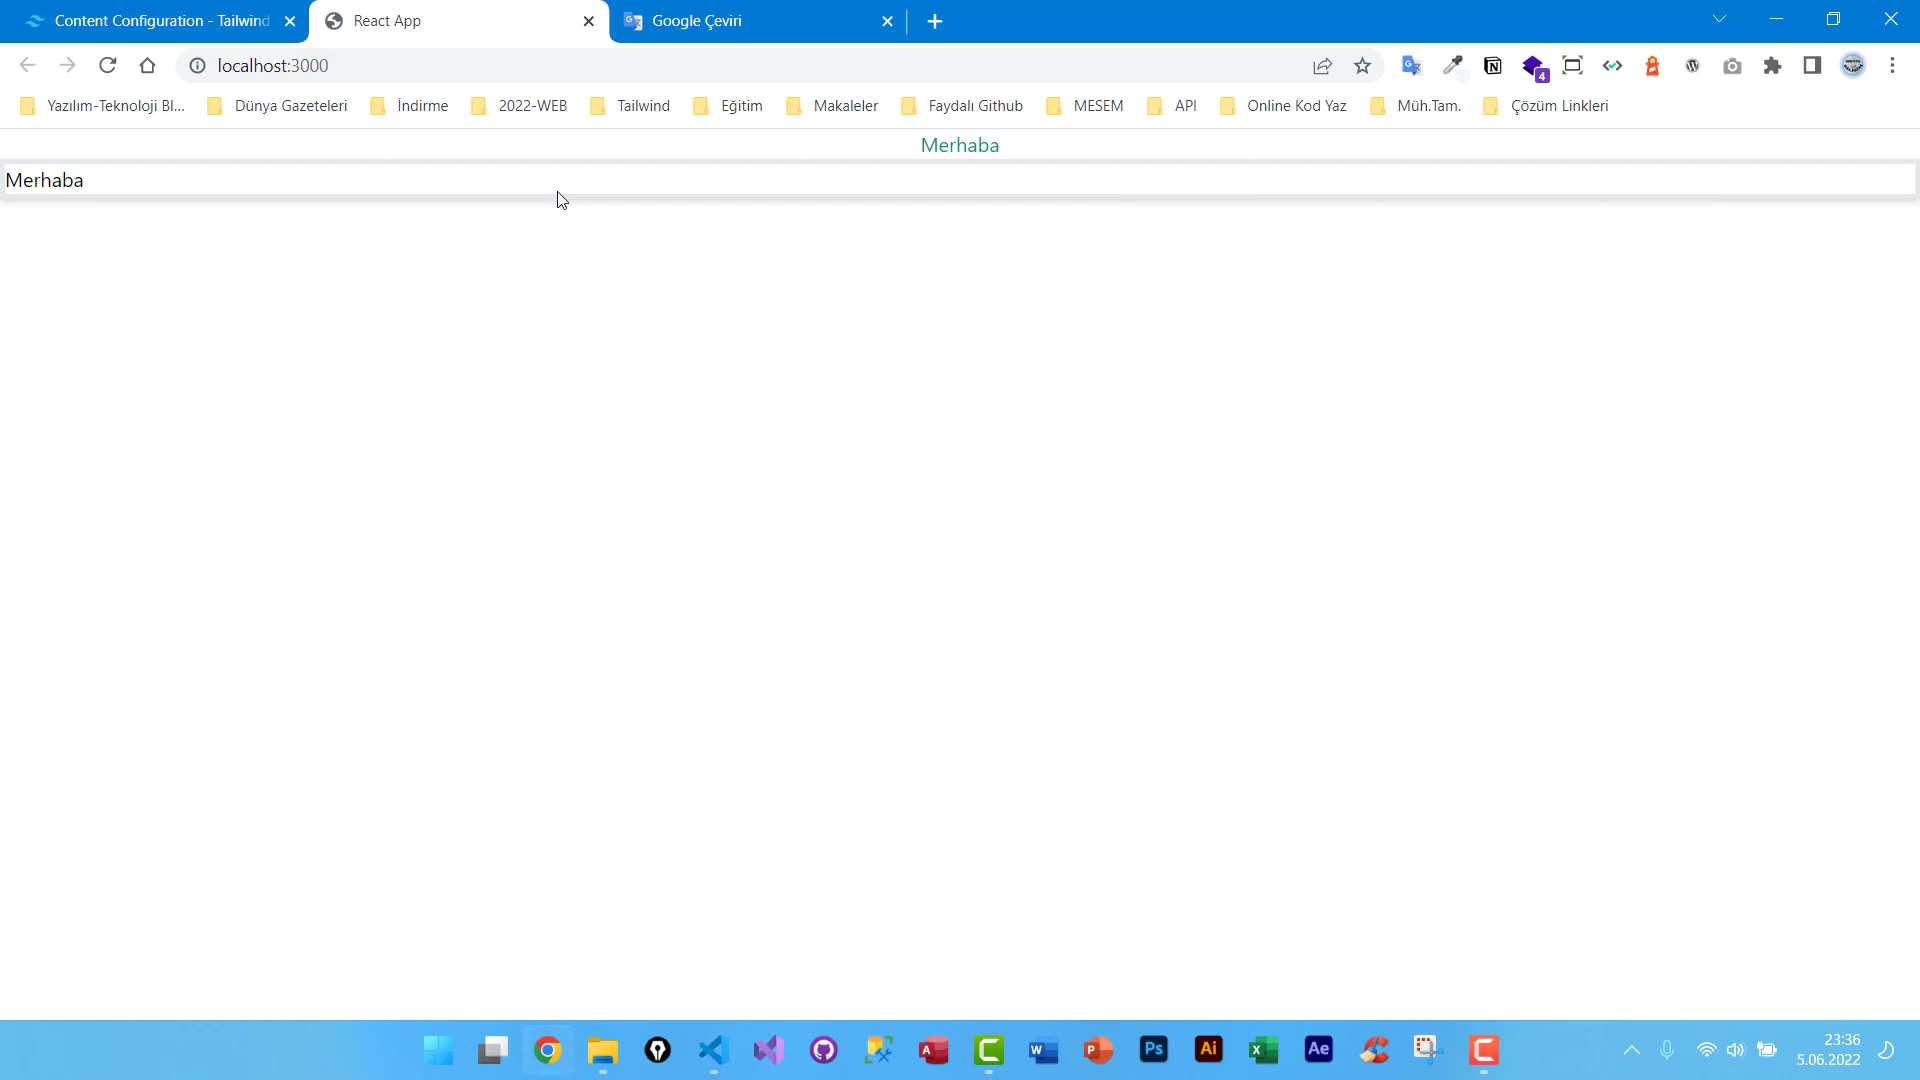 Content Configuration - Tailwind
React App
Google Çeviri
localhost:3000
4
Yazılım-Teknoloji Bl... Dünya Gazeteleri İndirme 2022-WEB Tailwind Eğitim Makaleler Faydalı Github MESEM API Online Kod Yaz Müh.Tam. Çözüm Linkleri
Merhaba
Merhaba
23:36
5.06.2022